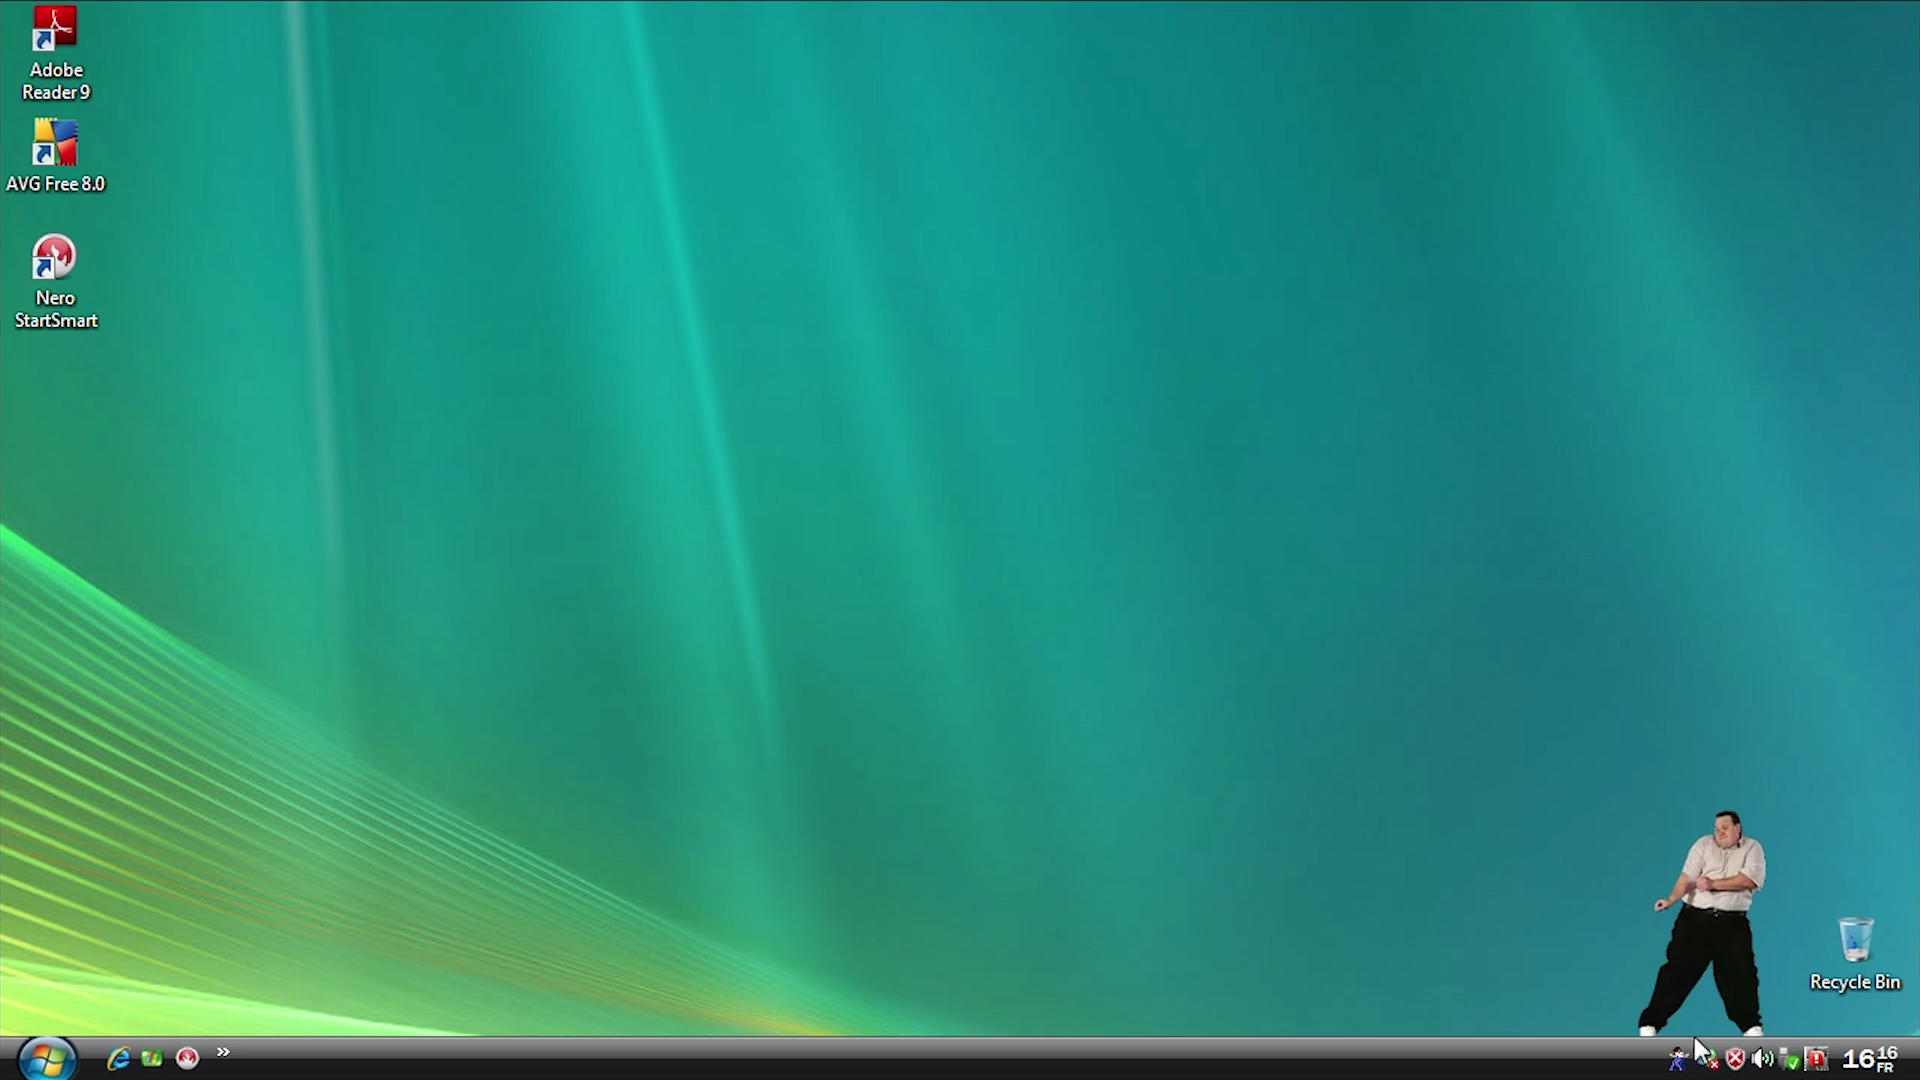 Adobe
Reader 9
AVG Free 8.0
Nero
StartSmart
Recycle Bin
16 16
FR